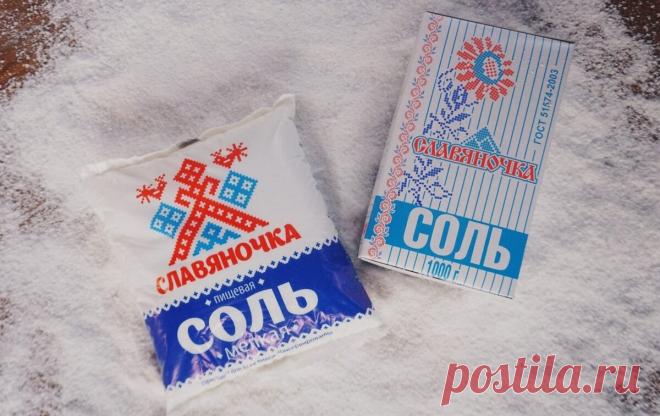 СЛАВЯНОЧКА
пищевая
СОЛЬ
мелкая
ГОСТ 51574-2003
СЛАВЯНОЧКА
СОЛЬ
1000 г
postila.ru